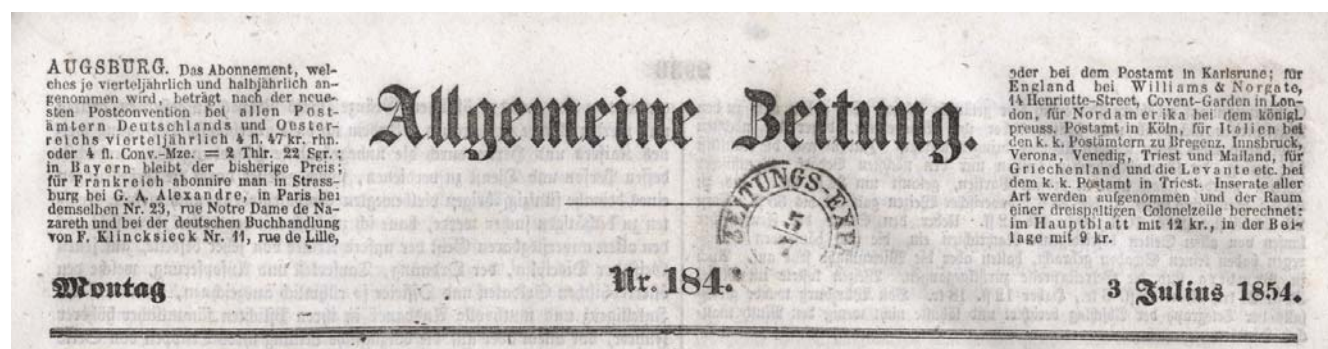 AUGSBURG. Das Abonnement, wel-
ches je vierteljährlich und halbjährlich an-
genommen wird, beträgt nach der neue-
sten Postconvention bei allen Post-
ämtern Deutschlands und Oester-
reichs vierteljährlich 4 fl. 47 kr. rhn.
oder 4 fl. Conv.-Mze. = 2 Thlr. 22 Sgr.
in Bayern bleibt der bisherige Preis;
für Frankreich abonnire man in Strass-
burg bei G. A. Alexandre, in Paris bei
demselben Nr. 23, rue Notre Dame de Na-
zareth und bei der deutschen Buchhandlung
von F. Klincksieck Nr. 11, rue de Lille,
Allgemeine Zeitung.
oder bei dem Postamt in Karlsruhe; für
England bei Williams & Norgate,
14 Henriette-Street, Covent-Garden in Lon-
don, für Nordamerika bei dem königl.
preuss. Postamt in Köln, für Italien bei
den k. k. Postämtern zu Bregenz, Innsbruck,
Verona, Venedig, Triest und Mailand, für
Griechenland und die Levante etc. bei
dem k. k. Postamt in Triest. Inserate aller
Art werden aufgenommen und der Raum
einer dreispaltigen Colonelzeile berechnet:
im Hauptblatt mit 12 kr., in der Bei-
lage mit 9 kr.
ZEITUNGS-EXP
Montag
Nr. 184.
3 Julius 1854.